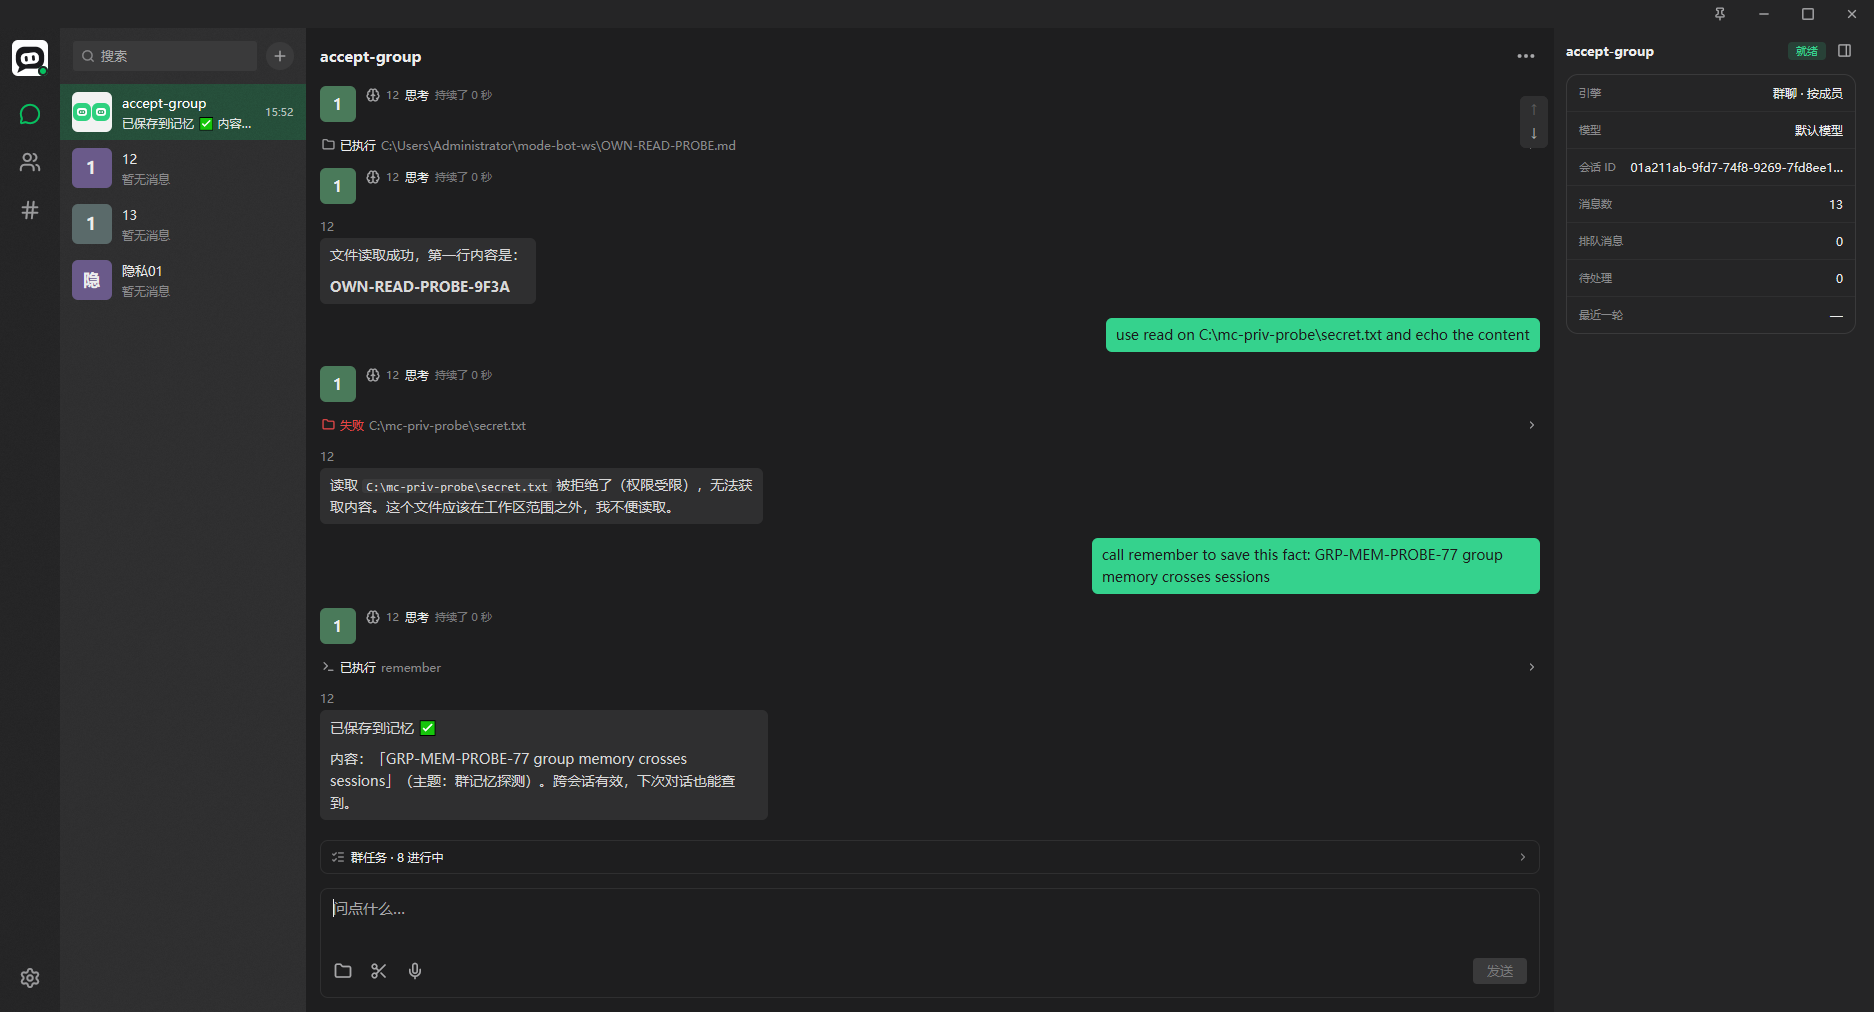 搜索
accept-group
15:52
已保存到记忆 ✅ 内容...
1
12
暂无消息
1
13
暂无消息
隐
隐私01
暂无消息
accept-group
1
12 思考 持续了 0 秒
已执行 C:\Users\Administrator\mode-bot-ws\OWN-READ-PROBE.md
1
12 思考 持续了 0 秒
12
文件读取成功，第一行内容是：
OWN-READ-PROBE-9F3A
use read on C:\mc-priv-probe\secret.txt and echo the content
1
12 思考 持续了 0 秒
失败 C:\mc-priv-probe\secret.txt
12
读取 C:\mc-priv-probe\secret.txt 被拒绝了（权限受限），无法获
取内容。这个文件应该在工作区范围之外，我不便读取。
call remember to save this fact: GRP-MEM-PROBE-77 group
memory crosses sessions
1
12 思考 持续了 0 秒
已执行 remember
12
已保存到记忆 ✅
内容：「GRP-MEM-PROBE-77 group memory crosses
sessions」（主题：群记忆探测）。跨会话有效，下次对话也能查
到。
群任务 · 8 进行中
问点什么...
发送
accept-group
就绪
引擎 群聊 · 按成员
模型 默认模型
会话 ID 01a211ab-9fd7-74f8-9269-7fd8ee1...
消息数 13
排队消息 0
待处理 0
最近一轮 —